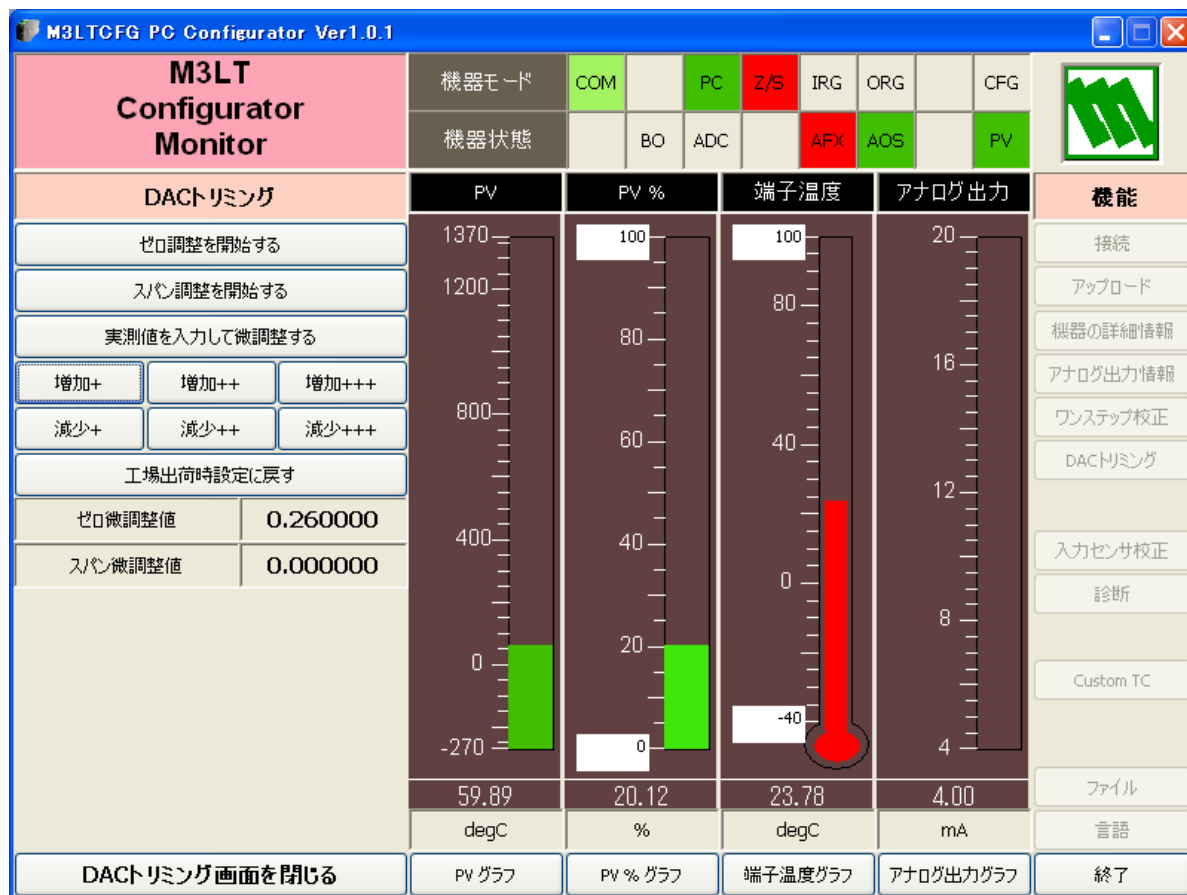 M3LTCFG PC Configurator Ver1.0.1
M3LT
Configurator
Monitor
機器モード
COM
PC
Z/S
IRG
ORG
CFG
機器状態
BO
ADC
AFX
AOS
PV
DACトリミング
ゼロ調整を開始する
スパン調整を開始する
実測値を入力して微調整する
増加+
増加++
増加+++
減少+
減少++
減少+++
工場出荷時設定に戻す
ゼロ微調整値
0.260000
スパン微調整値
0.000000
DACトリミング画面を閉じる
PV
1370
1200
800
400
0
-270
59.89
degC
PV グラフ
PV %
100
80
60
40
20
0
20.12
%
PV % グラフ
端子温度
100
80
40
0
-40
23.78
degC
端子温度グラフ
アナログ出力
20
16
12
8
4
4.00
mA
アナログ出力グラフ
機能
接続
アップロード
機器の詳細情報
アナログ出力情報
ワンステップ校正
DACトリミング
入力センサ校正
診断
Custom TC
ファイル
言語
終了